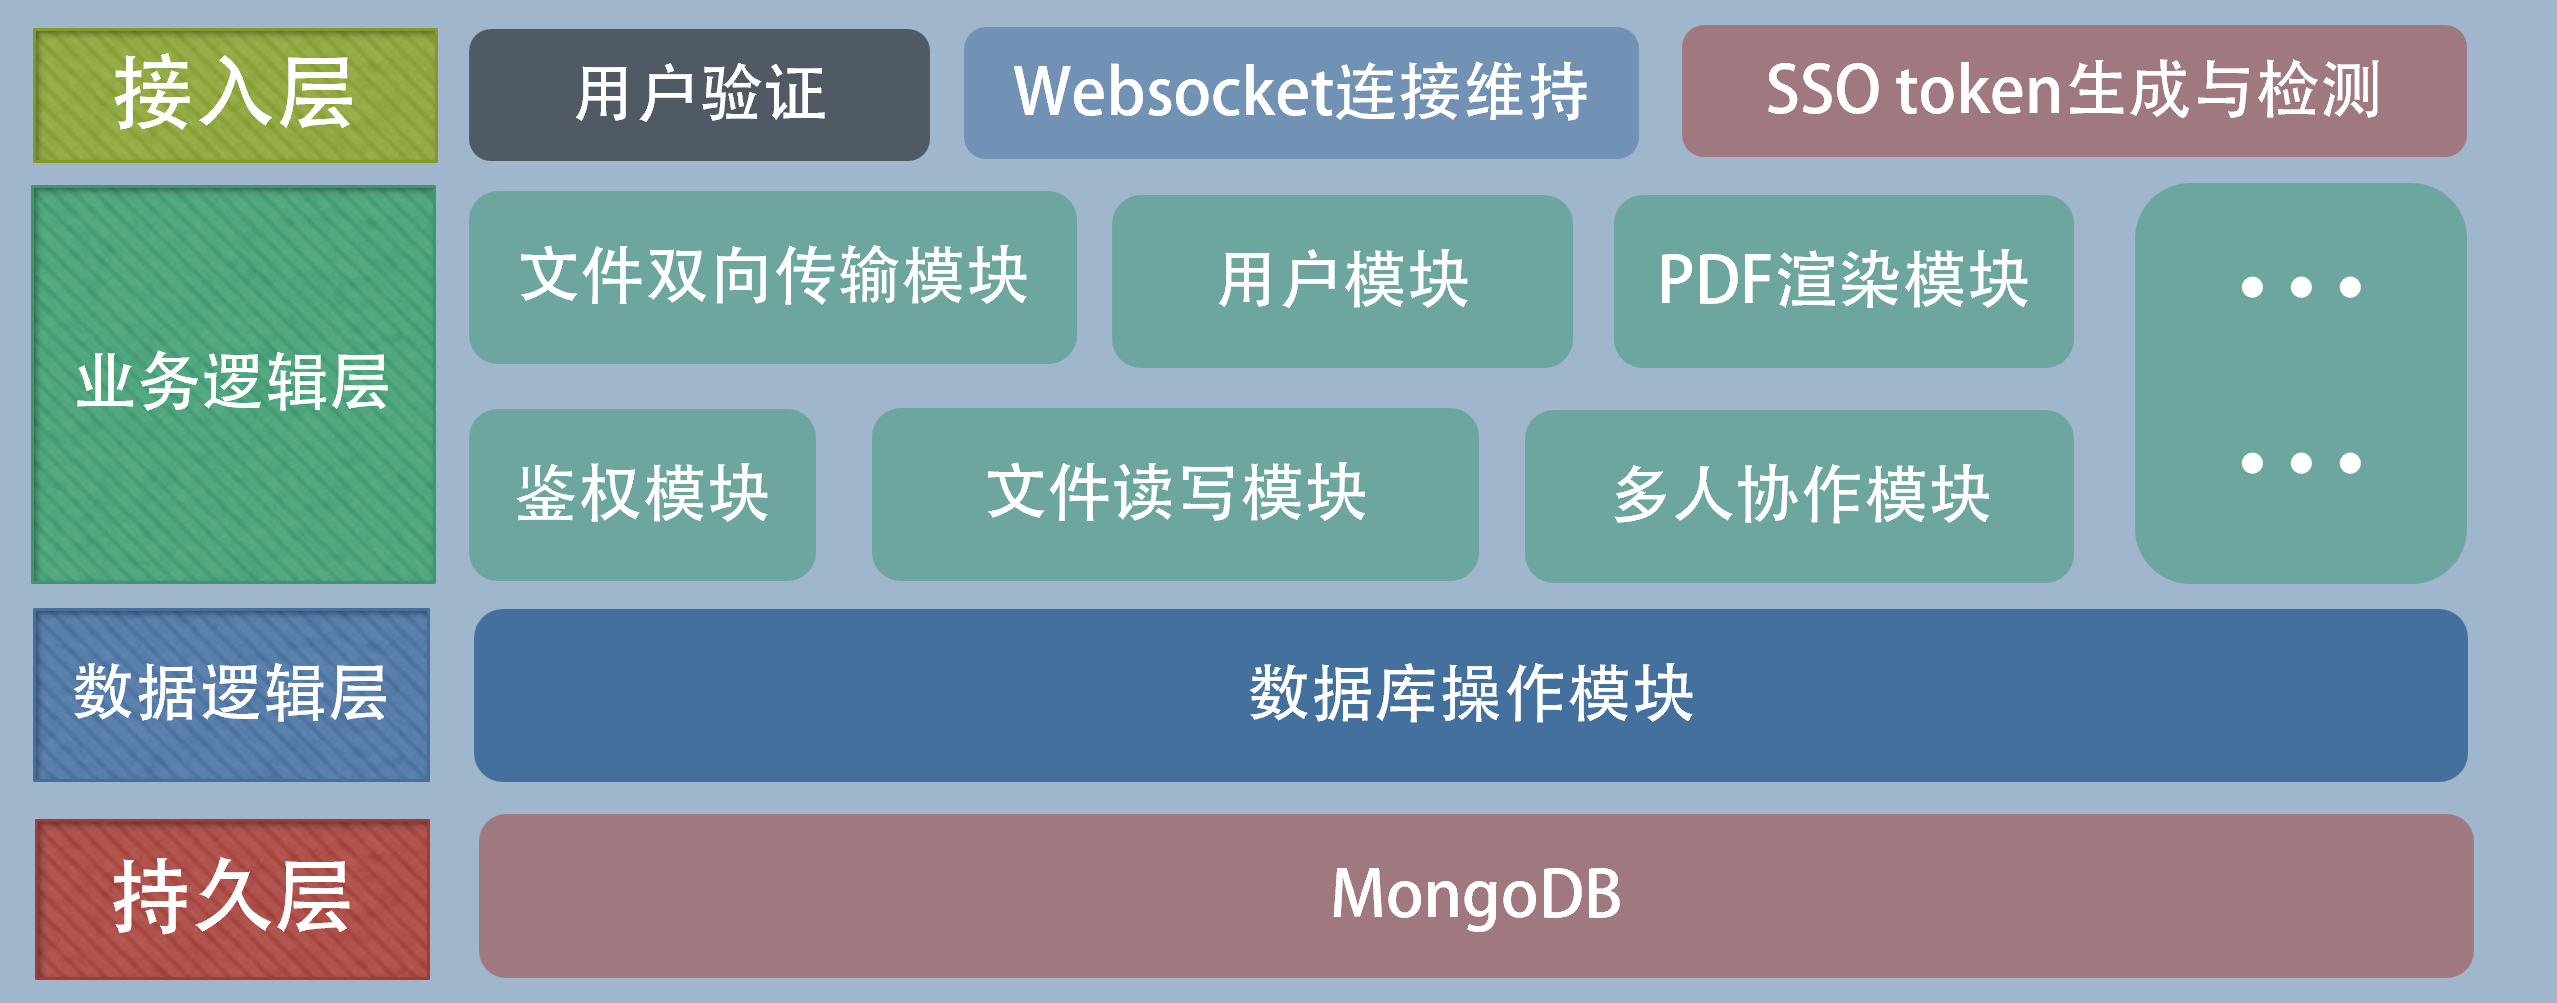 接入层
用户验证
Websocket连接维持
SSO token生成与检测
业务逻辑层
文件双向传输模块
用户模块
PDF渲染模块
...
鉴权模块
文件读写模块
多人协作模块
...
数据逻辑层
数据库操作模块
持久层
MongoDB